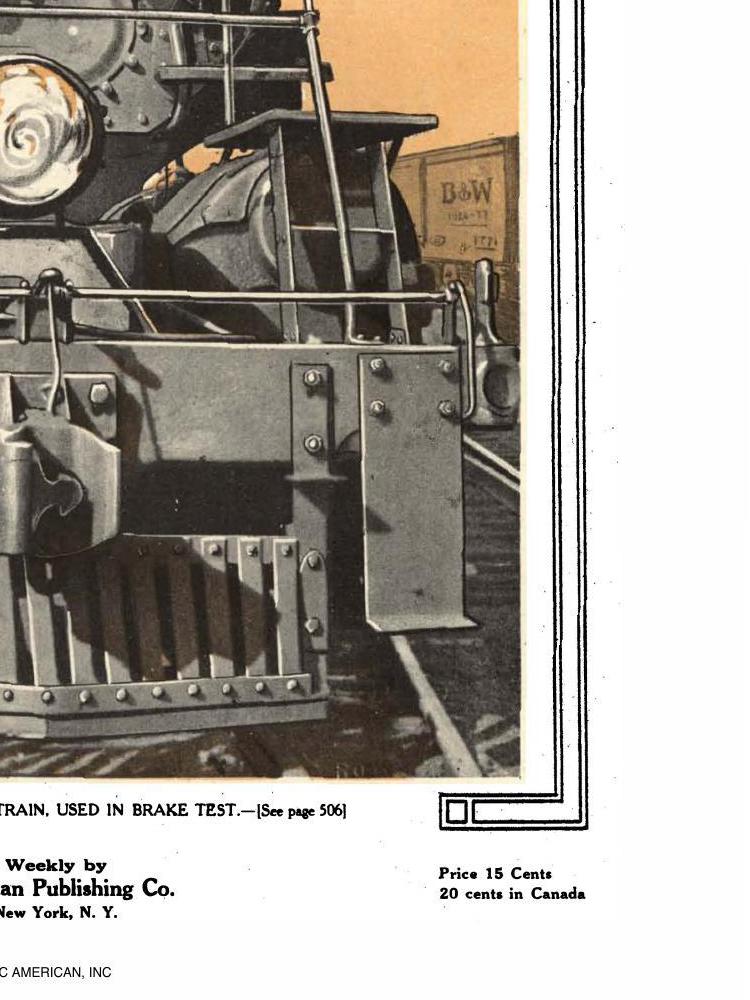 B&W
TRAIN, USED IN BRAKE TEST.—[See page 506]
Weekly by
an Publishing Co.
New York, N. Y.
Price 15 Cents
20 cents in Canada
C AMERICAN, INC